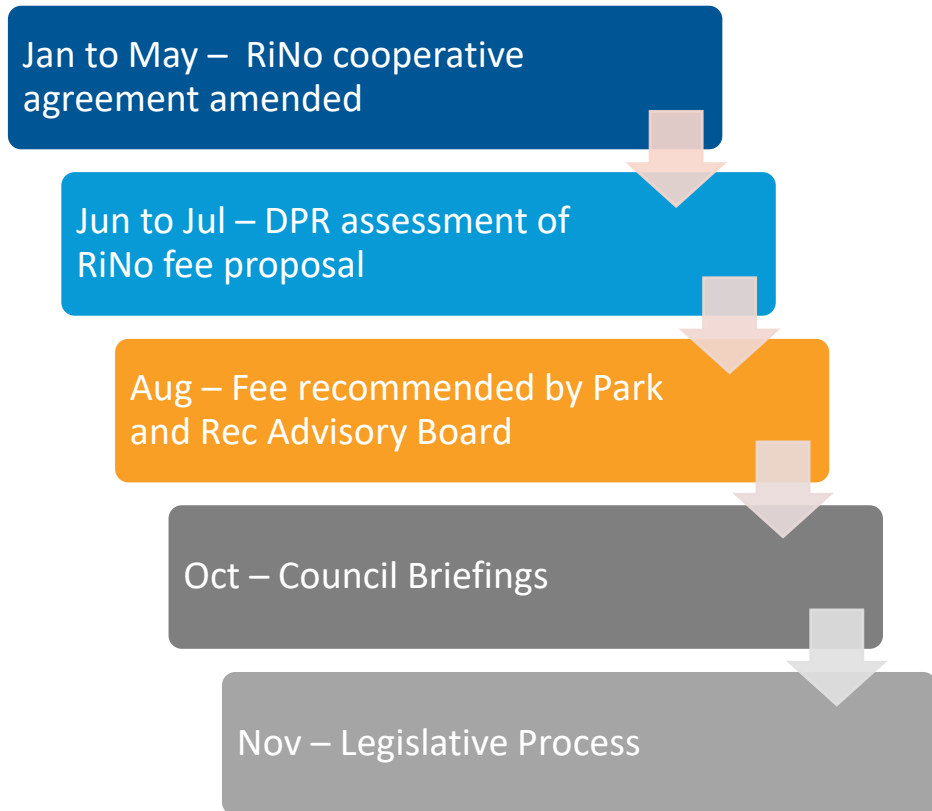 Jan to May –  RiNo cooperative
agreement amended
Jun to Jul – DPR assessment of
RiNo fee proposal
Aug – Fee recommended by Park
and Rec Advisory Board
Oct – Council Briefings
Nov – Legislative Process